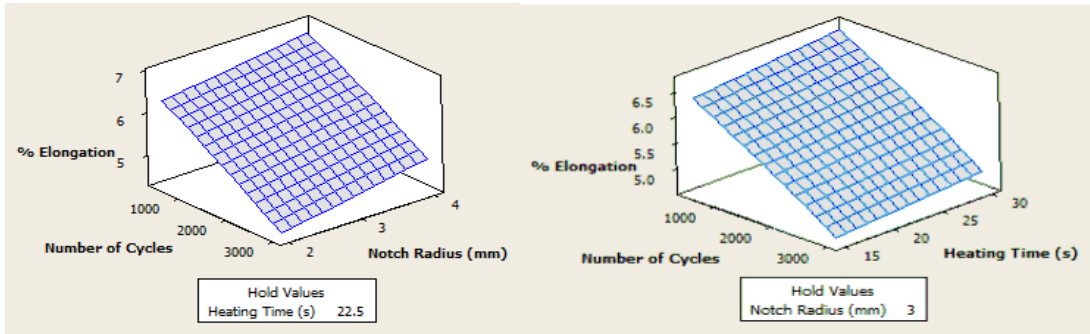 7
6
% Elongation
5
1000
2000
3000
Number of Cycles
2
3
4
Notch Radius (mm)
Hold Values
Heating Time (s) 22.5
6.5
6.0
5.5
% Elongation
5.0
1000
2000
3000
Number of Cycles
15
20
25
30
Heating Time (s)
Hold Values
Notch Radius (mm) 3